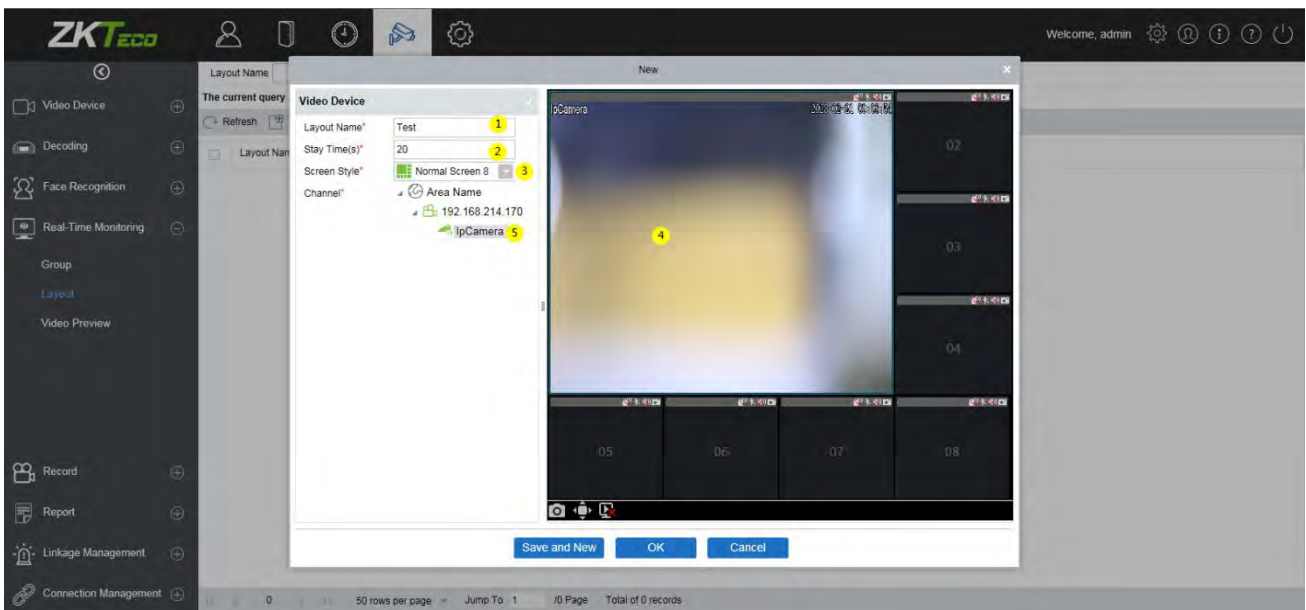 ZKTeco
Welcome, admin
Video Device
Decoding
Face Recognition
Real-Time Monitoring
Group
Layout
Video Preview
Record
Report
Linkage Management
Connection Management
Layout Name
The current query
Refresh
Layout Nam
New
Video Device
Layout Name* Test 1
Stay Time(s)* 20 2
Screen Style* Normal Screen 8 3
Channel* Area Name
192.168.214.170
IpCamera 5
IpCamera
4
02
03
04
05 06 07 08
Save and New OK Cancel
0 50 rows per page Jump To 1 /0 Page Total of 0 records